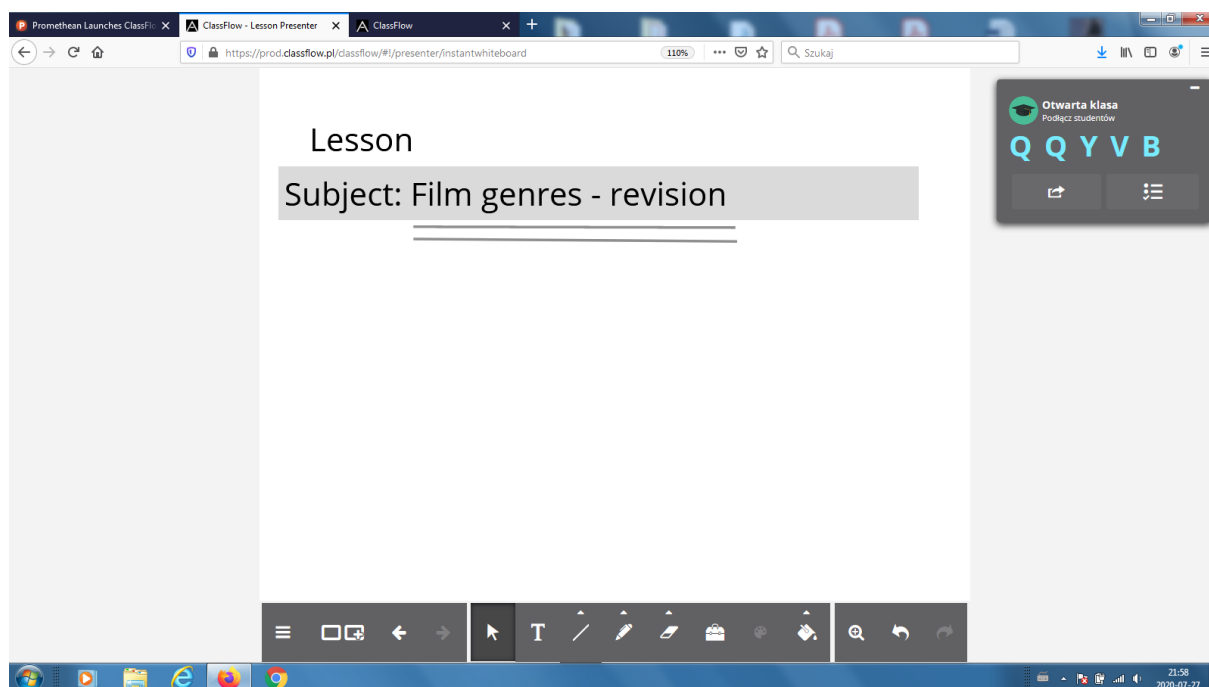 Promethean Launches ClassFlo
ClassFlow - Lesson Presenter
ClassFlow
https://prod.classflow.pl/classflow/#!/presenter/instantwhiteboard
110%
Szukaj
Lesson
Subject: Film genres - revision
Otwarta klasa
Podłącz studentów
Q Q Y V B
T
21:58
2020-07-27